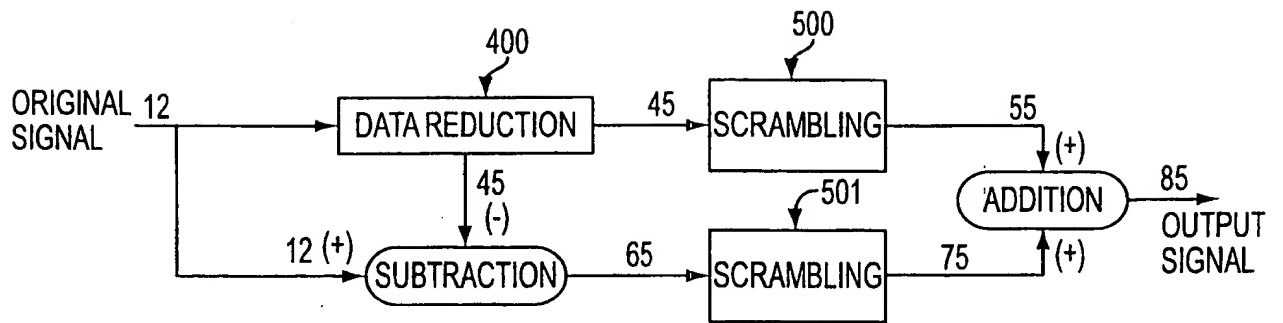 400
500
ORIGINAL
SIGNAL
12
DATA REDUCTION
45
SCRAMBLING
55
(+)
45
(-)
501
ADDITION
85
OUTPUT
SIGNAL
12 (+)
SUBTRACTION
65
SCRAMBLING
75
(+)